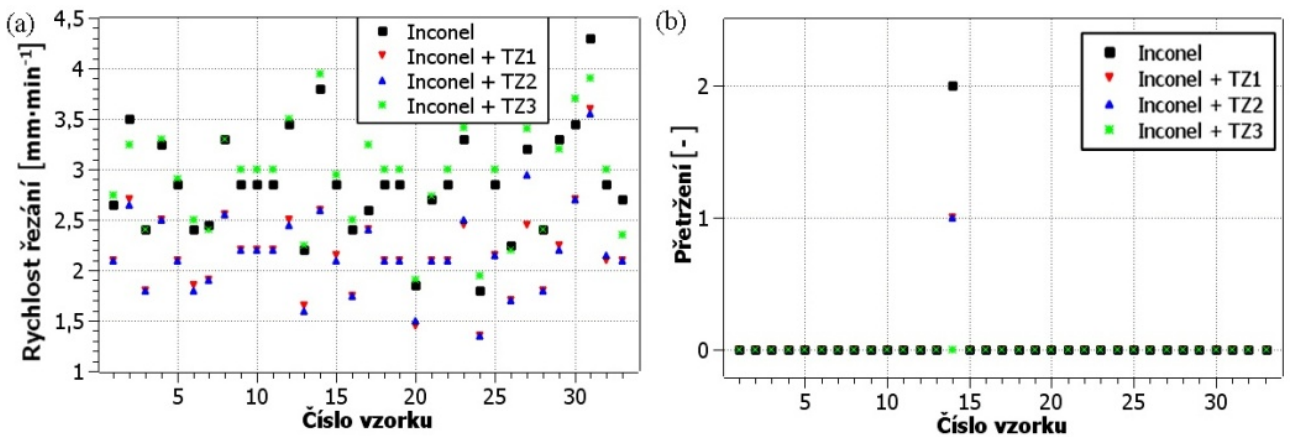 (a)
Rychlost řezání [mm·min⁻¹]
4,5
4
3,5
3
2,5
2
1,5
1
Inconel
Inconel + TZ1
Inconel + TZ2
Inconel + TZ3
5 10 15 20 25 30
Číslo vzorku
(b)
Přetržení [ - ]
2
1
0
Inconel
Inconel + TZ1
Inconel + TZ2
Inconel + TZ3
5 10 15 20 25 30
Číslo vzorku